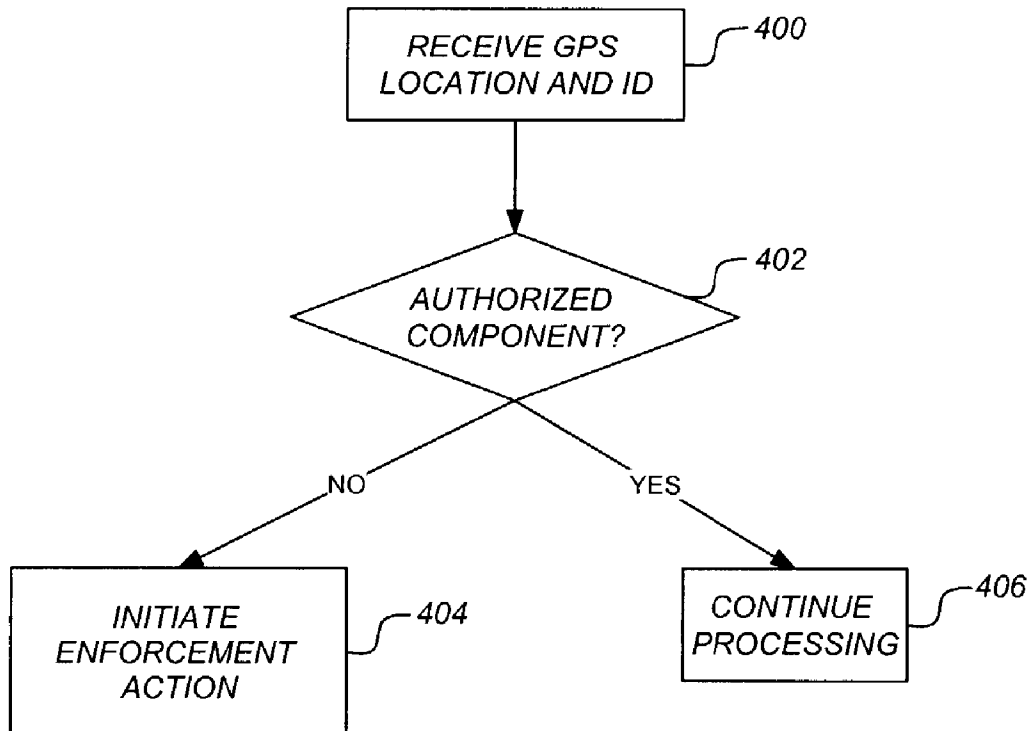 RECEIVE GPS
LOCATION AND ID
400
AUTHORIZED
COMPONENT?
402
NO
YES
INITIATE
ENFORCEMENT
ACTION
404
CONTINUE
PROCESSING
406